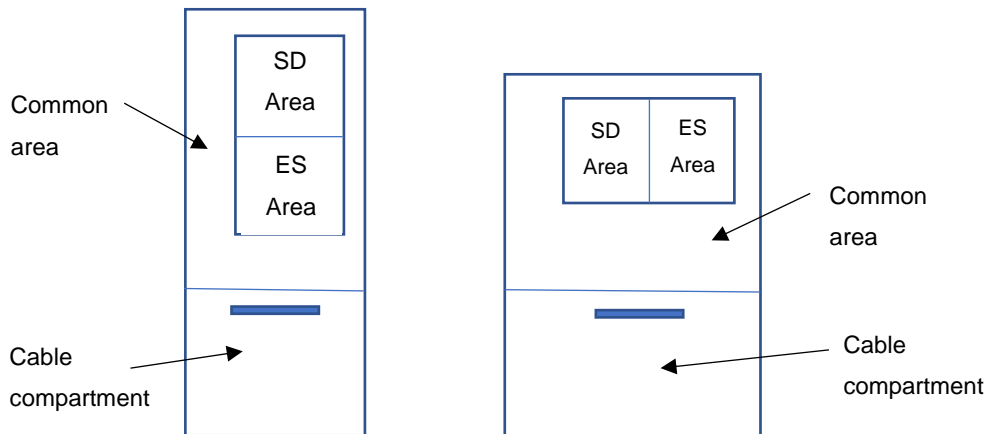 SD
Area
ES
Area
Common
area
Cable
compartment
SD
Area
ES
Area
Common
area
Cable
compartment